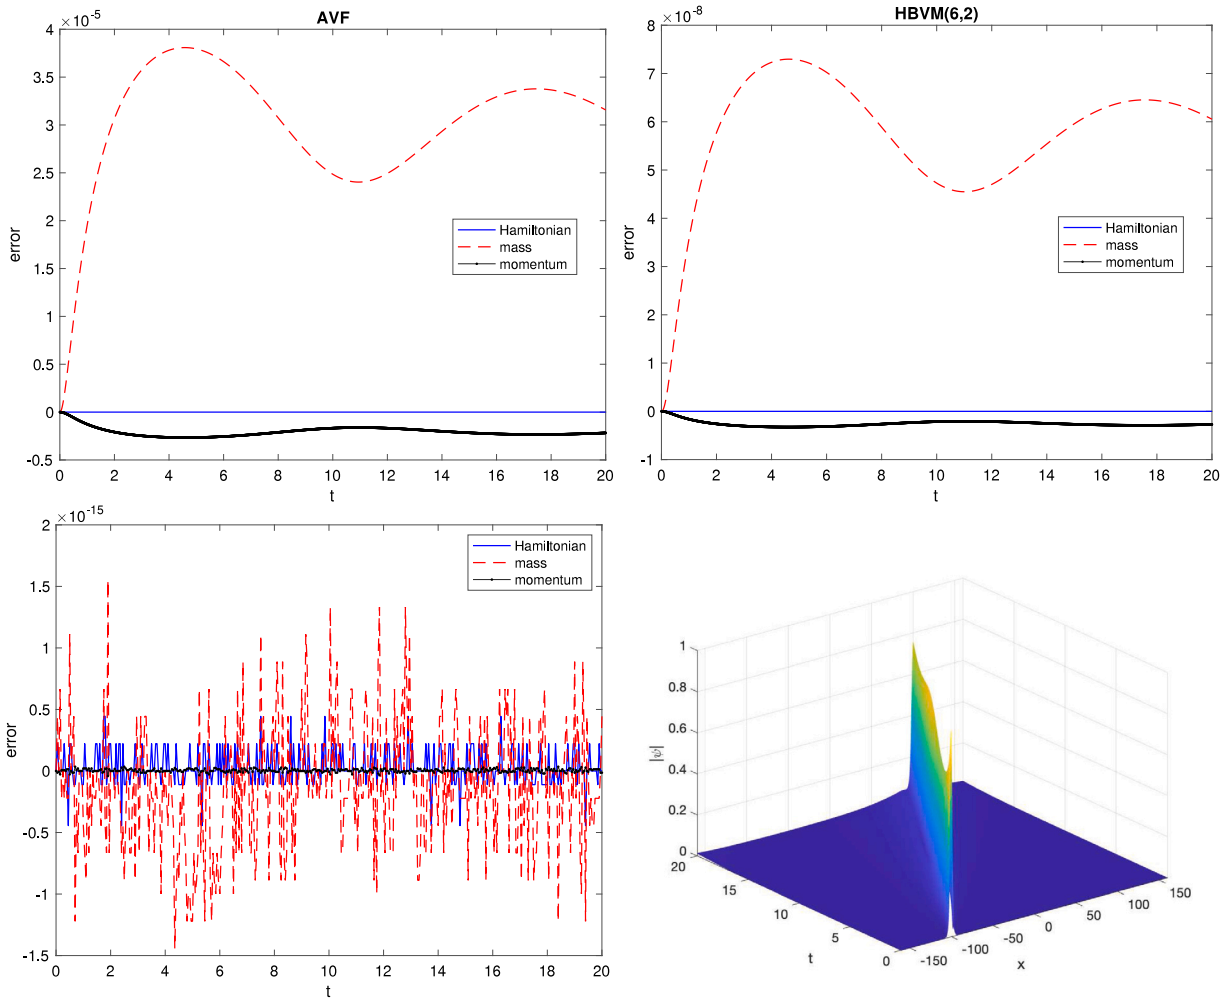 AVF
×10⁻⁵
4
3.5
3
2.5
2
1.5
1
0.5
0
-0.5
error
0 2 4 6 8 10 12 14 16 18 20
t
Hamiltonian
mass
momentum
HBVM(6,2)
×10⁻⁸
8
7
6
5
4
3
2
1
0
-1
error
0 2 4 6 8 10 12 14 16 18 20
t
Hamiltonian
mass
momentum
×10⁻¹⁵
2
1.5
1
0.5
0
-0.5
-1
-1.5
error
0 2 4 6 8 10 12 14 16 18 20
t
Hamiltonian
mass
momentum
1
0.8
0.6
0.4
0.2
0
|ψ|
20
15
10
5
0
t
-150
-100
-50
0
50
100
150
x